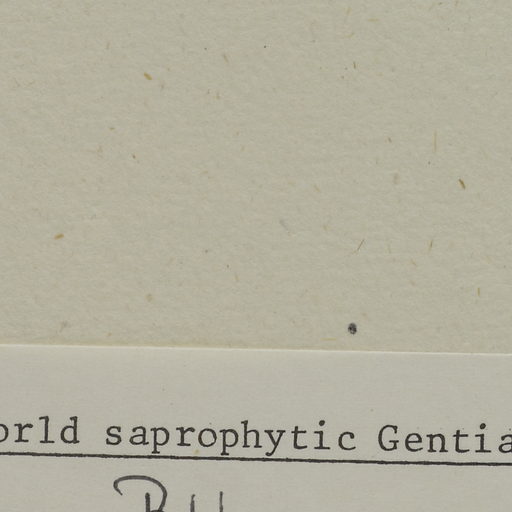 orld saprophytic Gentia